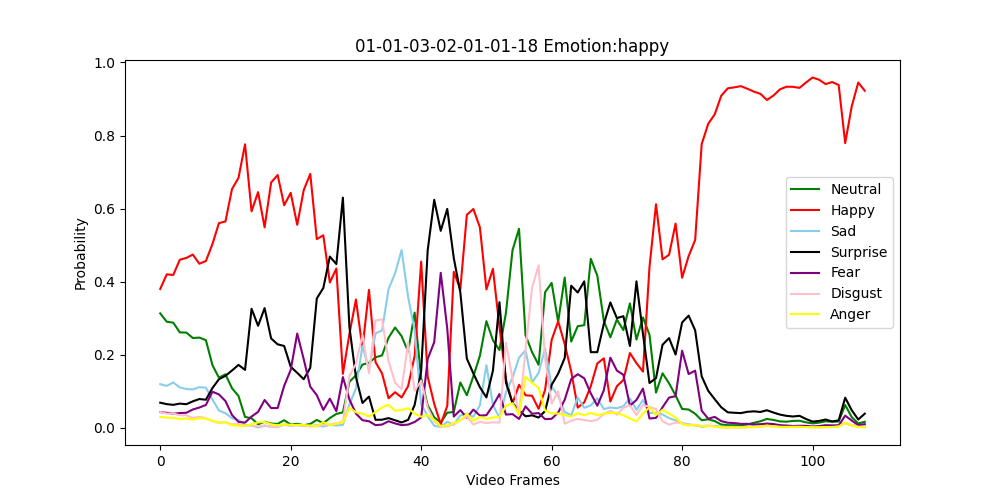 01-01-03-02-01-01-18 Emotion:happy
1.0
0.8
0.6
0.4
0.2
0.0
Probability
Neutral
Happy
Sad
Surprise
Fear
Disgust
Anger
0 20 40 60 80 100
Video Frames